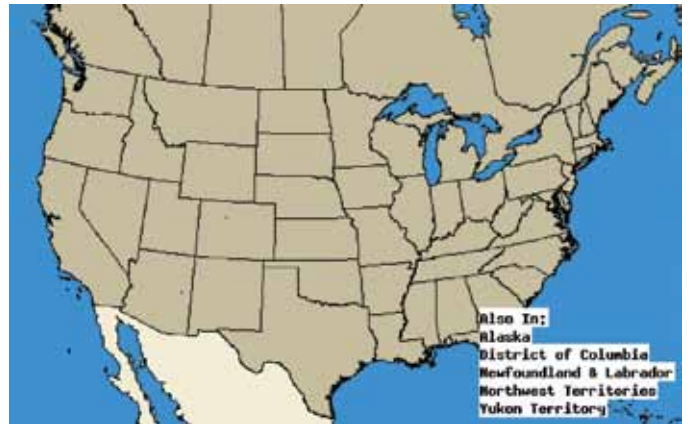 Also In:
Alaska
District of Columbia
Newfoundland & Labrador
Northwest Territories
Yukon Territory